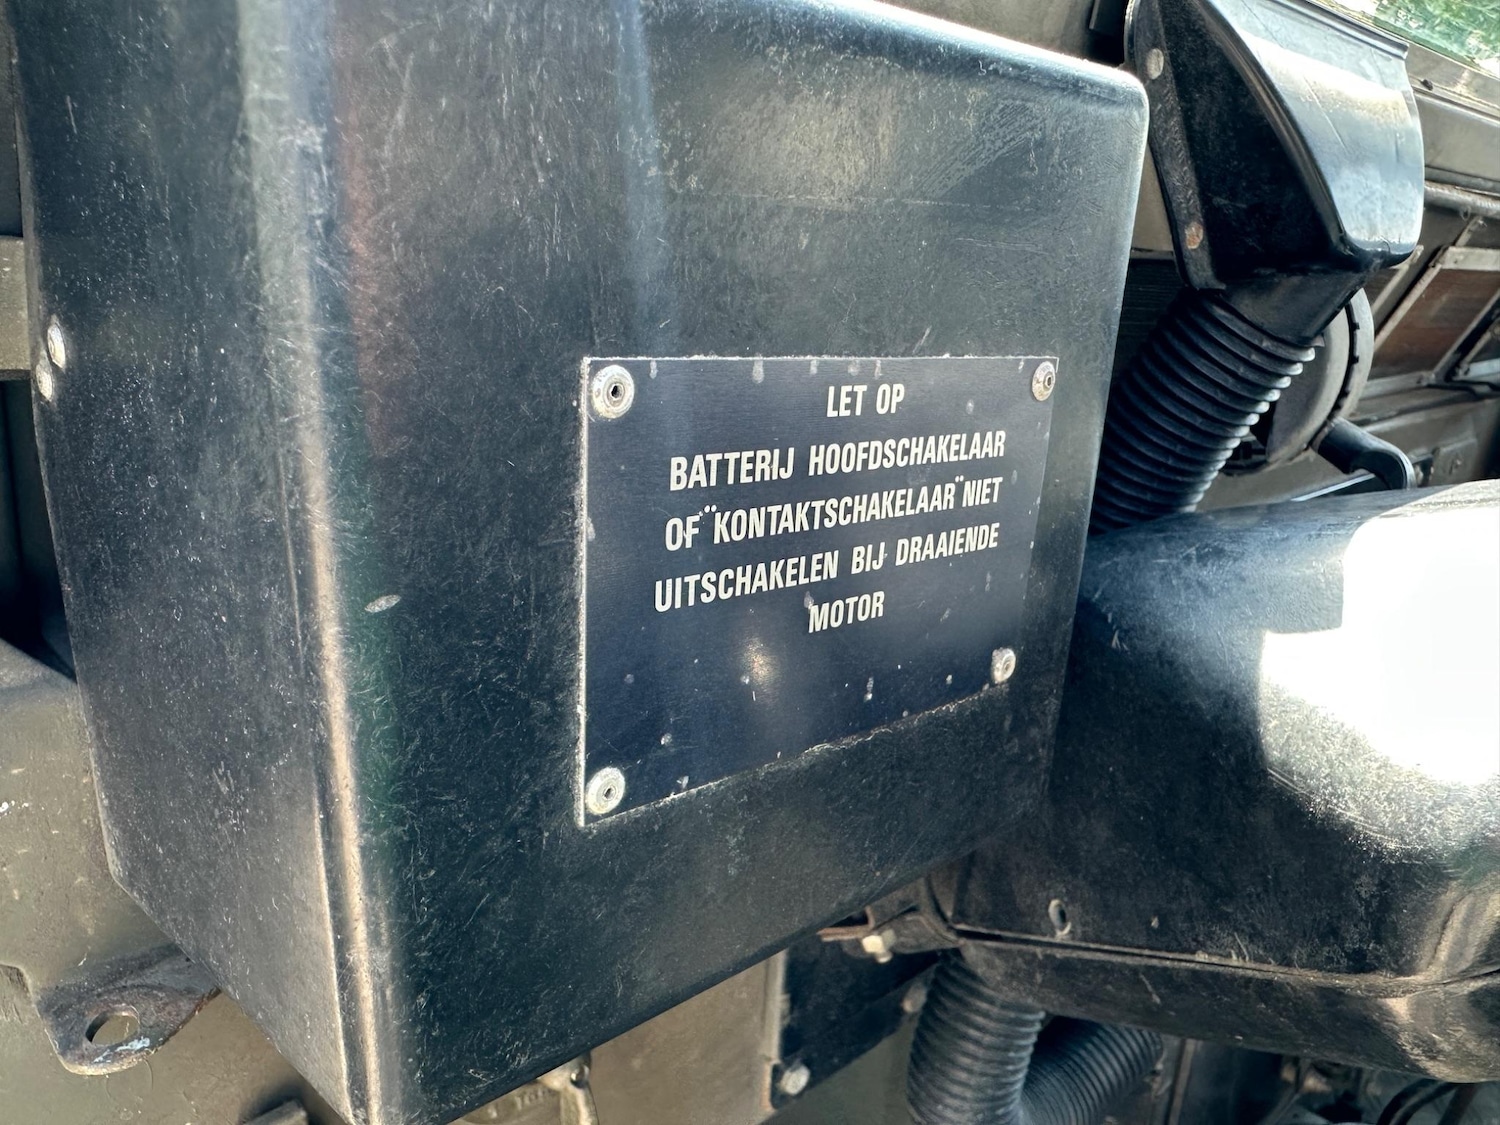 LET OP
BATTERIJ HOOFDSCHAKELAAR
OF "KONTAKTSCHAKELAAR" NIET
UITSCHAKELEN BIJ DRAAIENDE
MOTOR